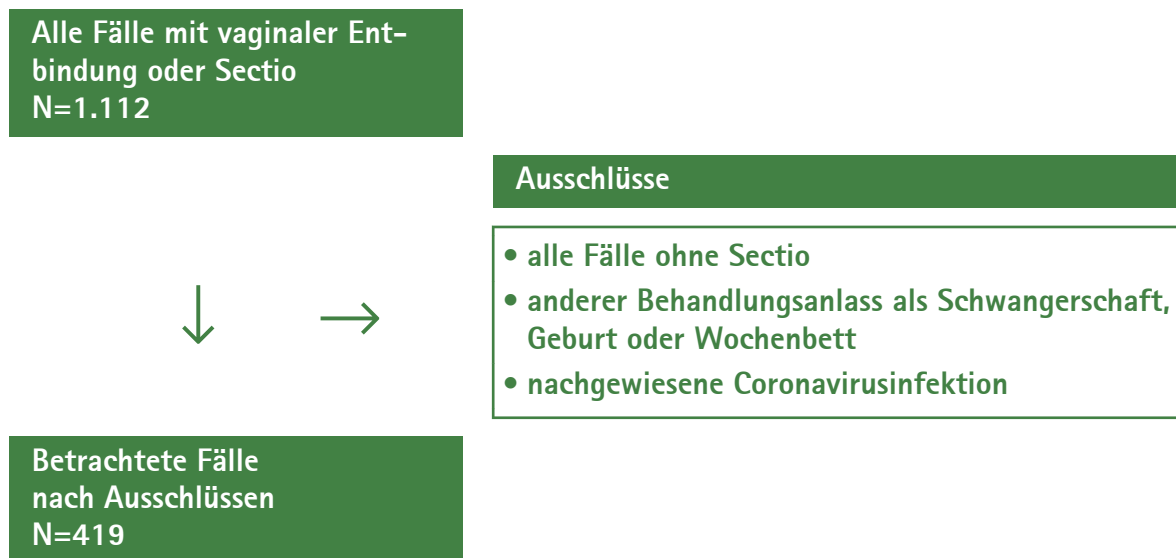 Alle Fälle mit vaginaler Ent-
bindung oder Sectio
N=1.112
Ausschlüsse
• alle Fälle ohne Sectio
• anderer Behandlungsanlass als Schwangerschaft,
Geburt oder Wochenbett
• nachgewiesene Coronavirusinfektion
Betrachtete Fälle
nach Ausschlüssen
N=419